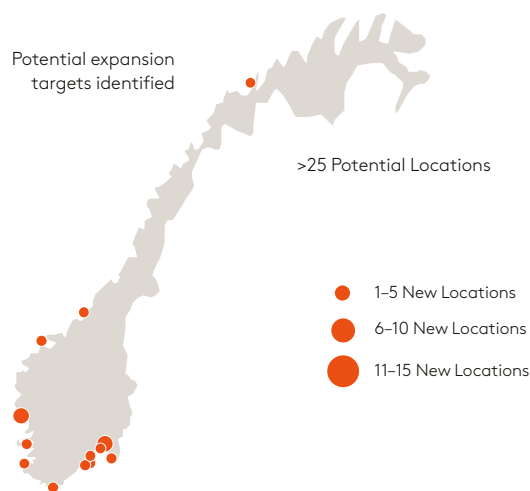 Potential expansion
targets identified
>25 Potential Locations
1–5 New Locations
6–10 New Locations
11–15 New Locations